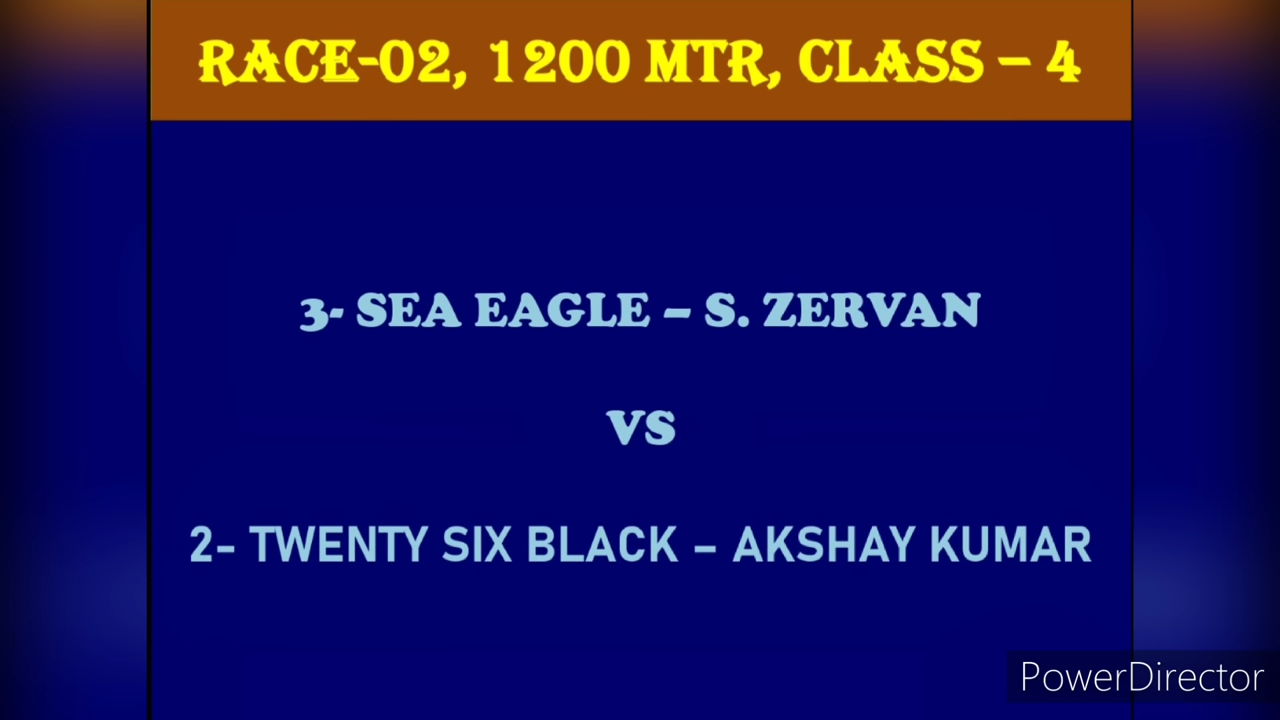 RACE-02, 1200 MTR, CLASS – 4
3- SEA EAGLE – S. ZERVAN
VS
2- TWENTY SIX BLACK – AKSHAY KUMAR
PowerDirector